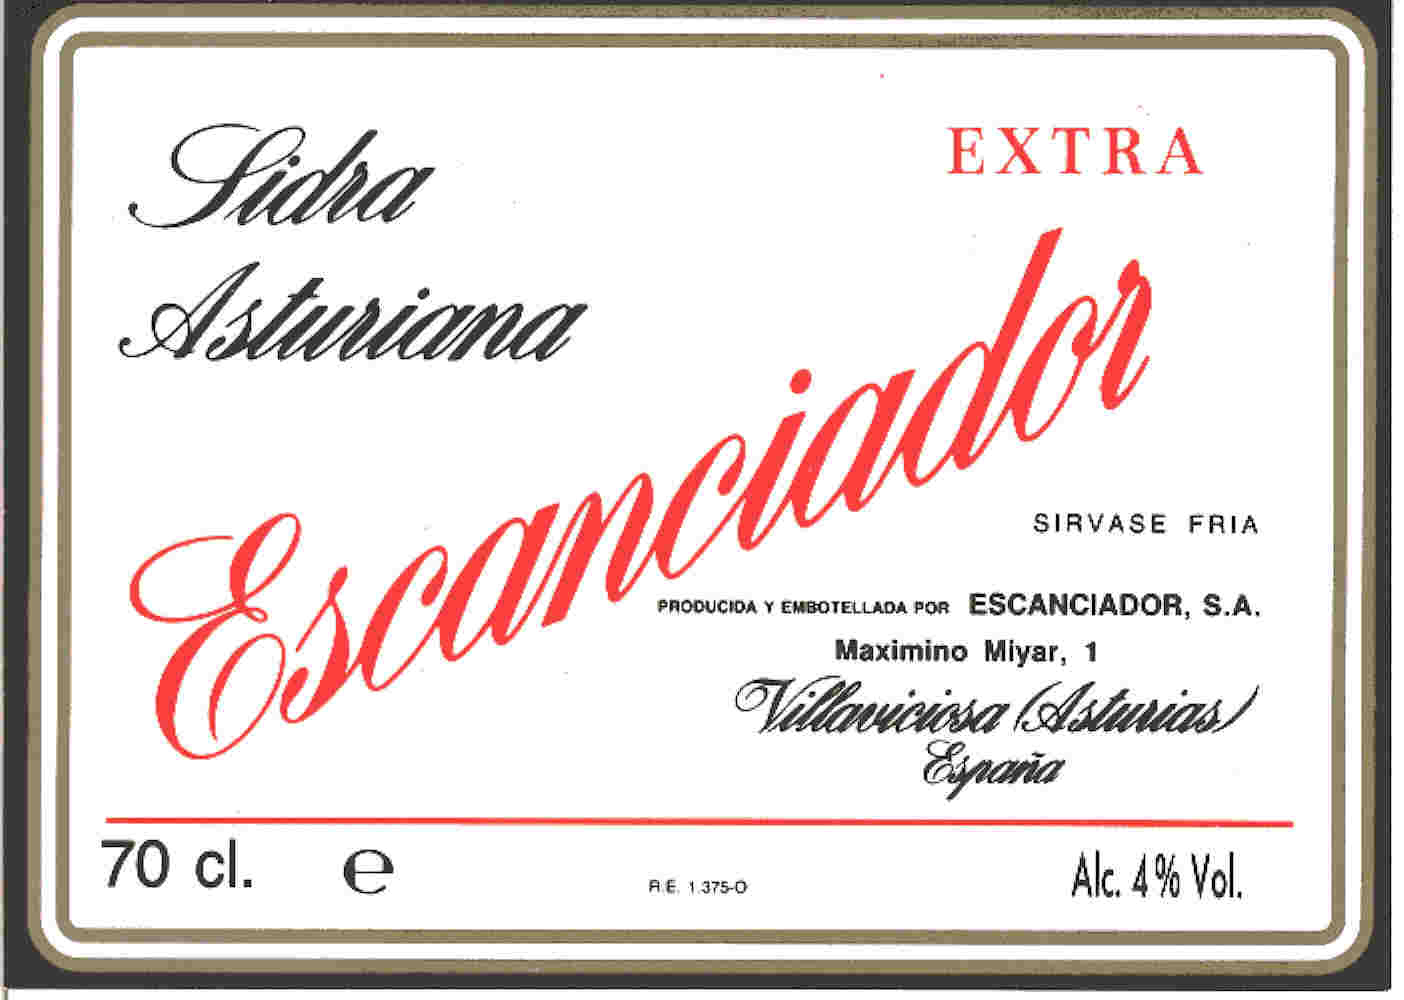 Sidra
Asturiana
EXTRA
Escanciador
SIRVASE FRIA
PRODUCIDA Y EMBOTELLADA POR ESCANCIADOR, S.A.
Maximino Miyar, 1
Villaviciosa (Asturias)
España
70 cl. ℮
R.E. 1.375-O
Alc. 4% Vol.